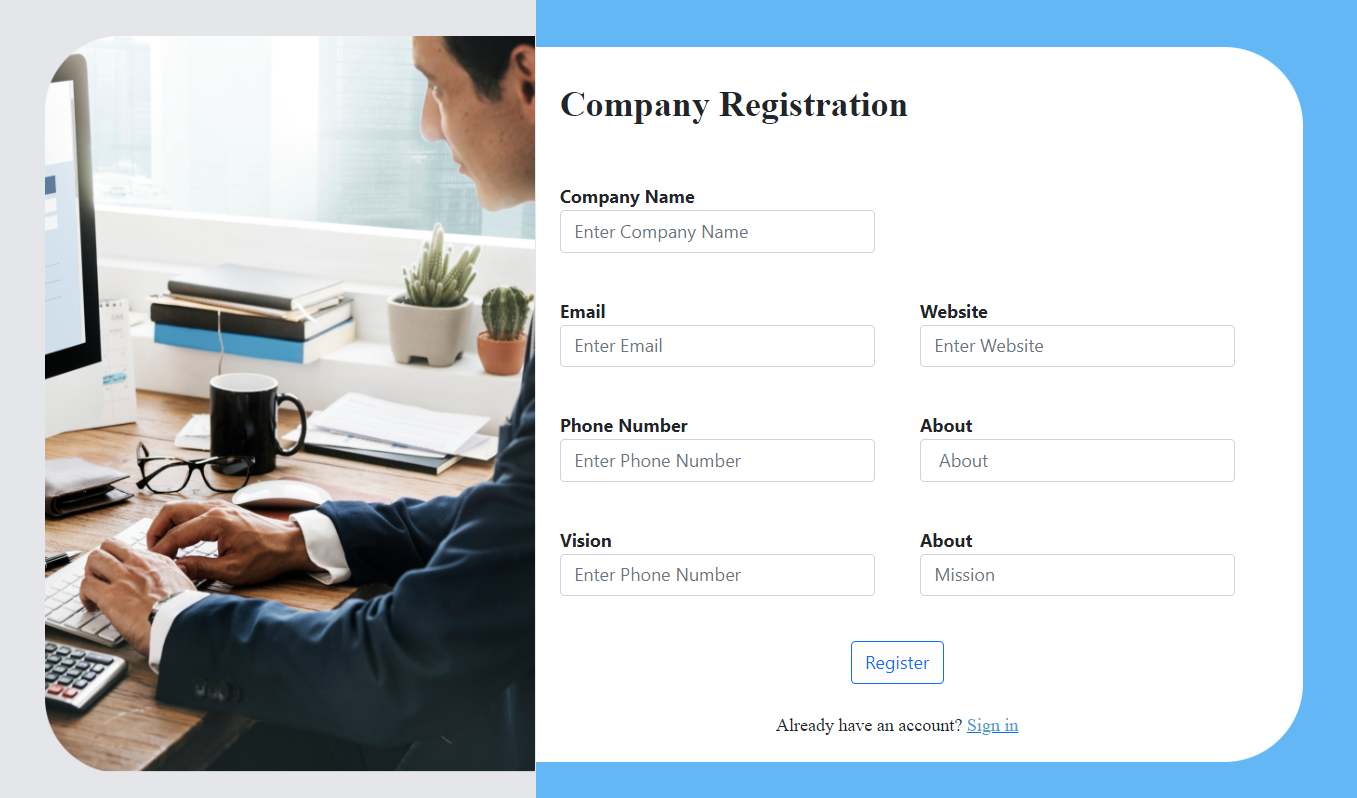 Company Registration
Company Name
Enter Company Name
Email Website
Enter Email Enter Website
Phone Number About
Enter Phone Number About
Vision About
Enter Phone Number Mission
Register
Already have an account? Sign in